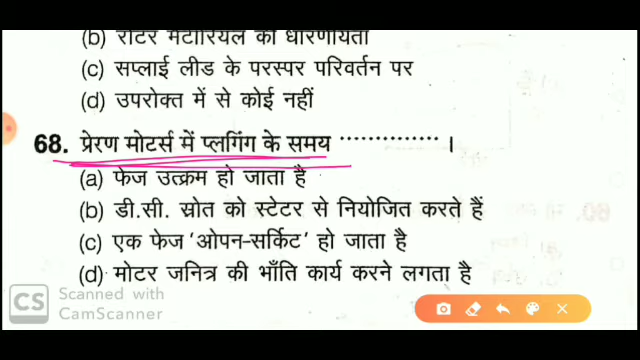 (b) रोटर मैटीरियल की धारणीयता
(c) सप्लाई लीड के परस्पर परिवर्तन पर
(d) उपरोक्त में से कोई नहीं
68. प्रेरण मोटर्स में प्लगिंग के समय ·············· ।
(a) फेज उत्क्रम हो जाता है
(b) डी.सी. स्रोत को स्टेटर से नियोजित करते हैं
(c) एक फेज 'ओपन-सर्किट' हो जाता है
(d) मोटर जनित्र की भाँति कार्य करने लगता है
CS Scanned with
CamScanner